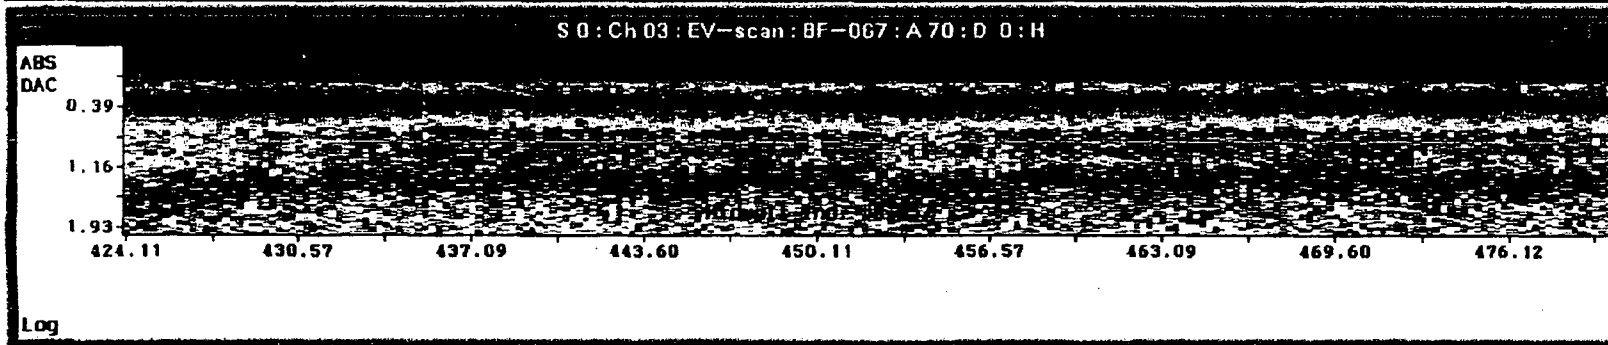 S 0 : Ch 03 : EV-scan : BF-067 : A 70 : D 0 : H
ABS
DAC
0.39
1.16
1.93
424.11 430.57 437.09 443.60 450.11 456.57 463.09 469.60 476.12
Log